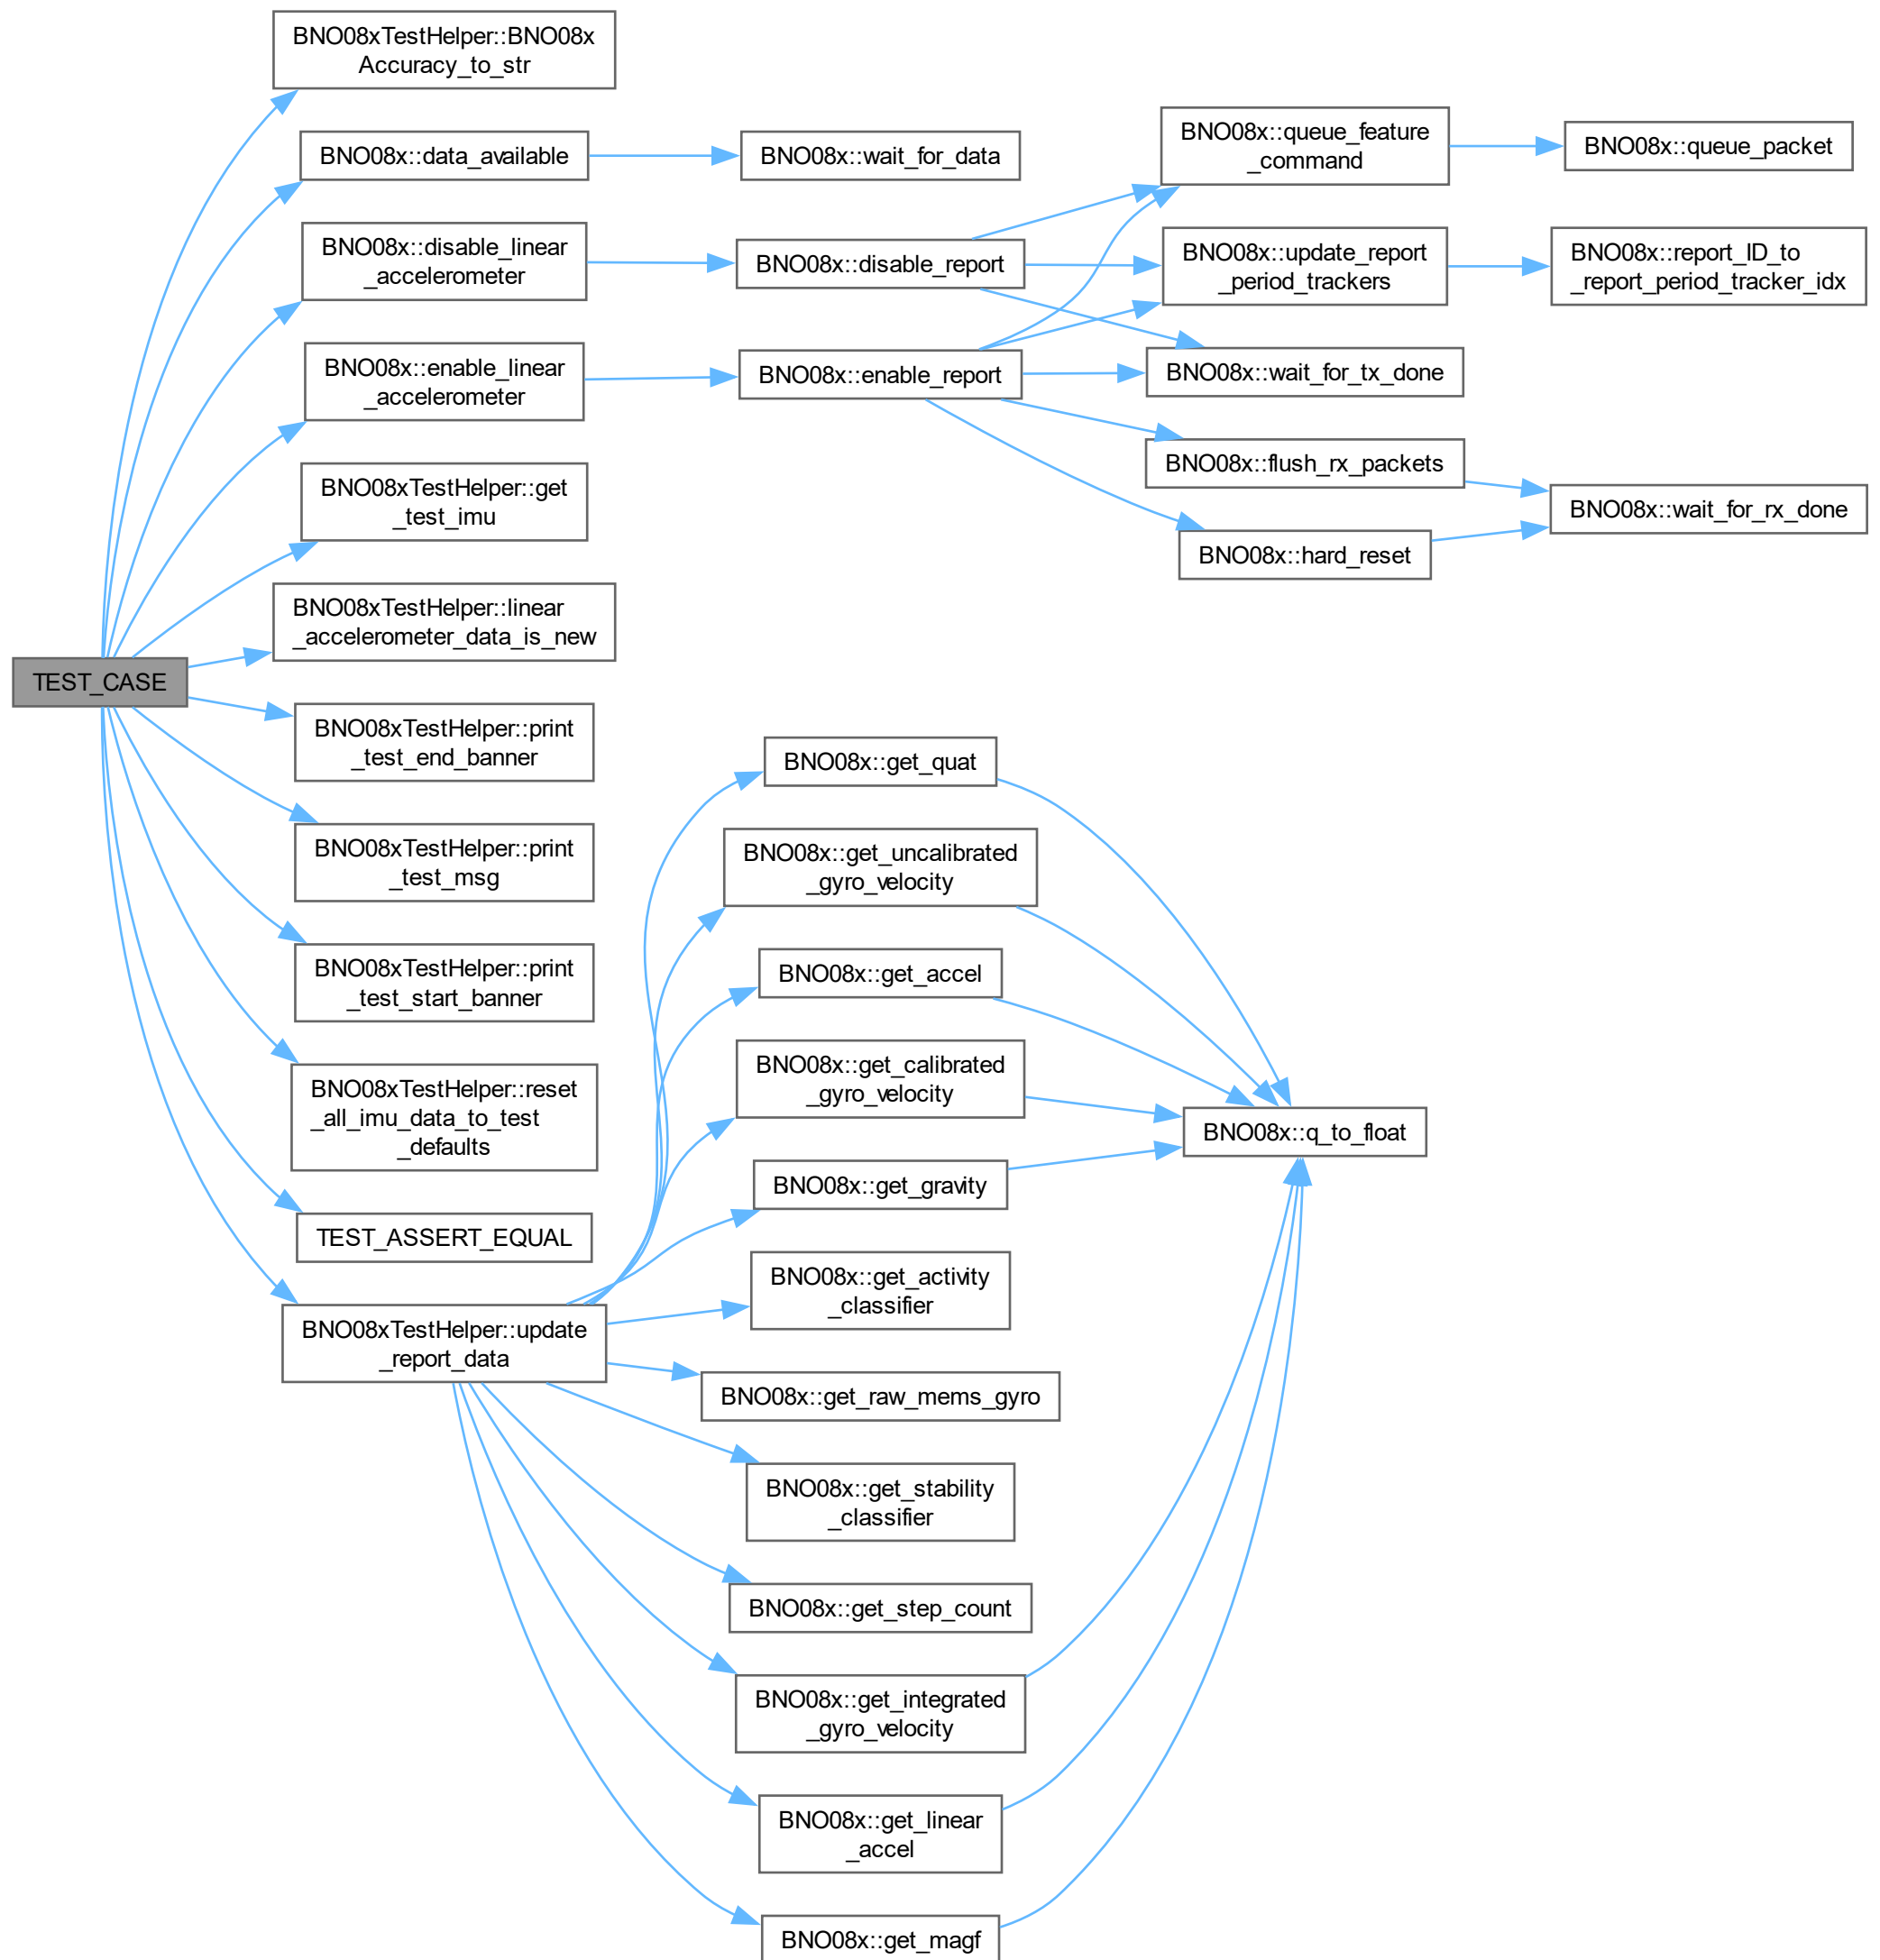 BNO08xTestHelper::BNO08x
Accuracy_to_str
BNO08x::data_available
BNO08x::wait_for_data
BNO08x::disable_linear
_accelerometer
BNO08x::disable_report
BNO08x::queue_feature
_command
BNO08x::queue_packet
BNO08x::update_report
_period_trackers
BNO08x::report_ID_to
_report_period_tracker_idx
BNO08x::wait_for_tx_done
BNO08x::enable_linear
_accelerometer
BNO08x::enable_report
BNO08x::flush_rx_packets
BNO08x::wait_for_rx_done
BNO08x::hard_reset
BNO08xTestHelper::get
_test_imu
BNO08xTestHelper::linear
_accelerometer_data_is_new
TEST_CASE
BNO08xTestHelper::print
_test_end_banner
BNO08xTestHelper::print
_test_msg
BNO08xTestHelper::print
_test_start_banner
BNO08xTestHelper::reset
_all_imu_data_to_test
_defaults
TEST_ASSERT_EQUAL
BNO08xTestHelper::update
_report_data
BNO08x::get_quat
BNO08x::get_uncalibrated
_gyro_velocity
BNO08x::get_accel
BNO08x::get_calibrated
_gyro_velocity
BNO08x::q_to_float
BNO08x::get_gravity
BNO08x::get_activity
_classifier
BNO08x::get_raw_mems_gyro
BNO08x::get_stability
_classifier
BNO08x::get_step_count
BNO08x::get_integrated
_gyro_velocity
BNO08x::get_linear
_accel
BNO08x::get_magf